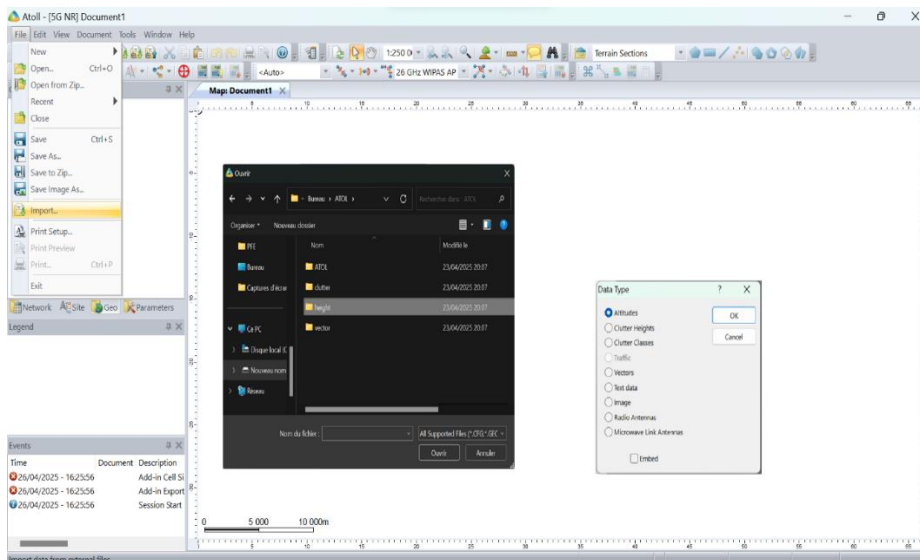 Atoll - [5G NR] Document1
File Edit View Document Tools Window Help
New
Open... Ctrl+O
Open from Zip...
Recent
Close
Save Ctrl+S
Save As...
Save to Zip...
Save Image As...
Import...
Print Setup...
Print Preview
Print... Ctrl+P
Exit
1:250 0
Terrain Sections
<Auto>
26 GHz WIPAS AP
Map: Document1
Network Site Geo Parameters
Legend
Events
Time Document Description
26/04/2025 - 16:25:56 Add-in Cell Si
26/04/2025 - 16:25:56 Add-in Export
26/04/2025 - 16:25:56 Session Start
0 5 000 10 000m
Import data from external files
Ouvrir
Bureau > ATOL >
Rechercher dans : ATOL
Organiser Nouveau dossier
Nom Modifié le
PFE
Bureau
Captures d'écra
Ce PC
Disque local (C
Nouveau nom
Réseau
ATOL 23/04/2025 20:07
clutter 23/04/2025 20:07
height 23/04/2025 20:07
vector 23/04/2025 20:07
Nom du fichier :
All Supported Files (*.CFG;*.GEC
Ouvrir Annuler
Data Type ? X
Altitudes
Clutter Heights
Clutter Classes
Traffic
Vectors
Text data
Image
Radio Antennas
Microwave Link Antennas
Embed
OK
Cancel